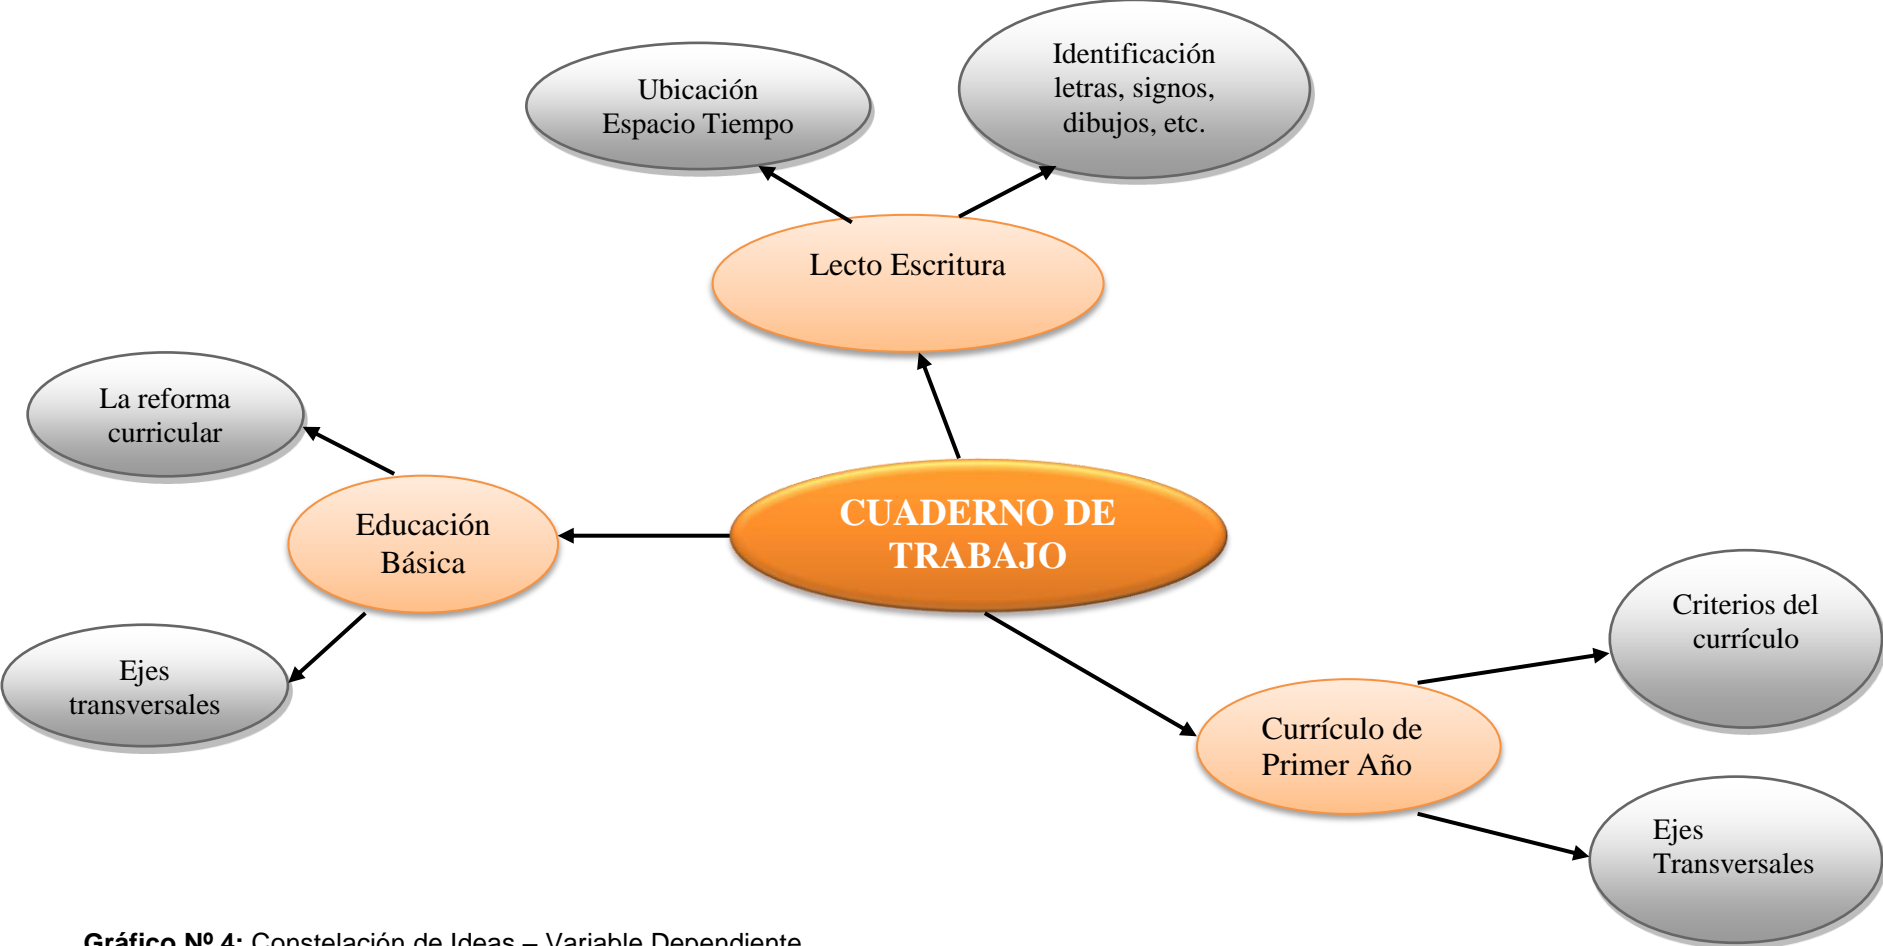 Identificación
letras, signos,
dibujos, etc.
Ubicación
Espacio Tiempo
Lecto Escritura
La reforma
curricular
Educación
Básica
CUADERNO DE
TRABAJO
Ejes
transversales
Criterios del
currículo
Currículo de
Primer Año
Ejes
Transversales
Gráfico Nº 4: Constelación de Ideas – Variable Dependiente